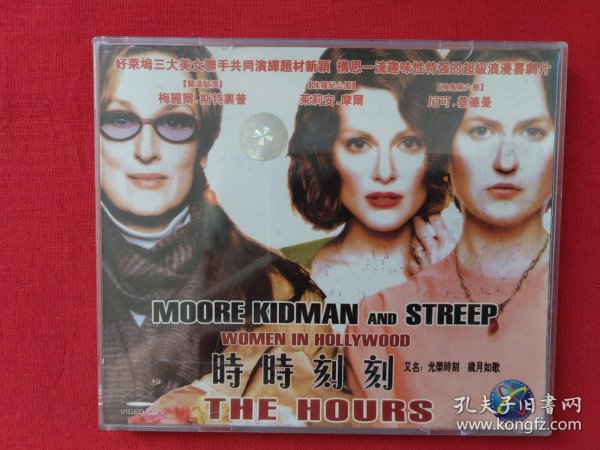 好萊塢三大美女聯手共同演繹題材新穎 構思一流趣味性特強的超級浪漫喜劇片
梅麗爾.斯特裏普
茱莉安.摩爾
尼可.基德曼
MOORE KIDMAN AND STREEP
WOMEN IN HOLLYWOOD
時時刻刻
又名：光榮時刻 歲月如歌
THE HOURS
VIDEO CD
孔夫子旧书网
www.kongfz.com